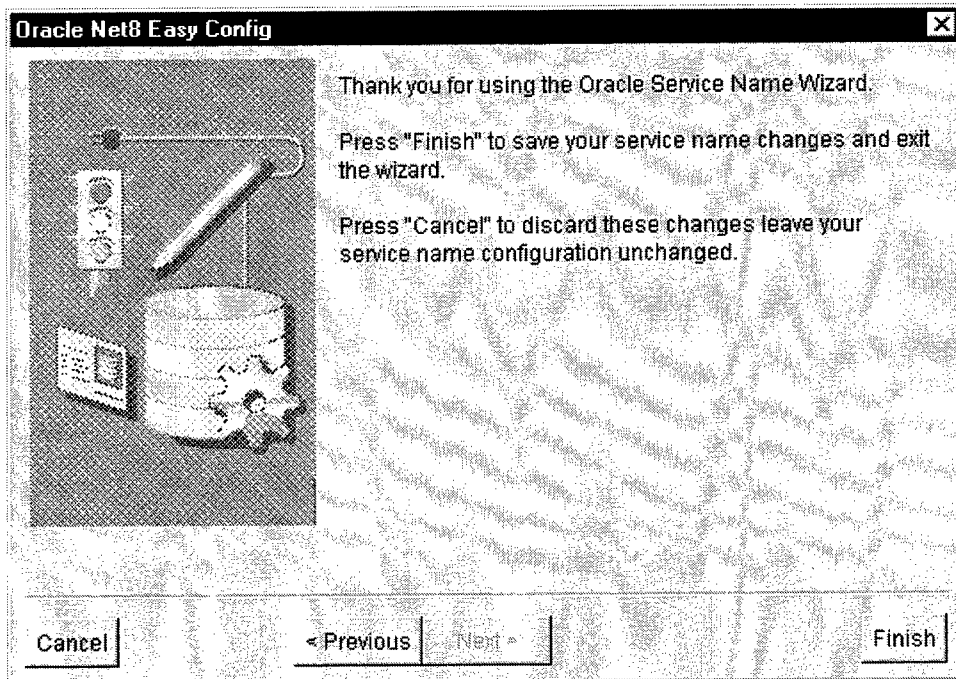 Oracle Net8 Easy Config
Thank you for using the Oracle Service Name Wizard.
Press "Finish" to save your service name changes and exit
the wizard.
Press "Cancel" to discard these changes leave your
service name configuration unchanged.
Cancel
< Previous
Next >
Finish